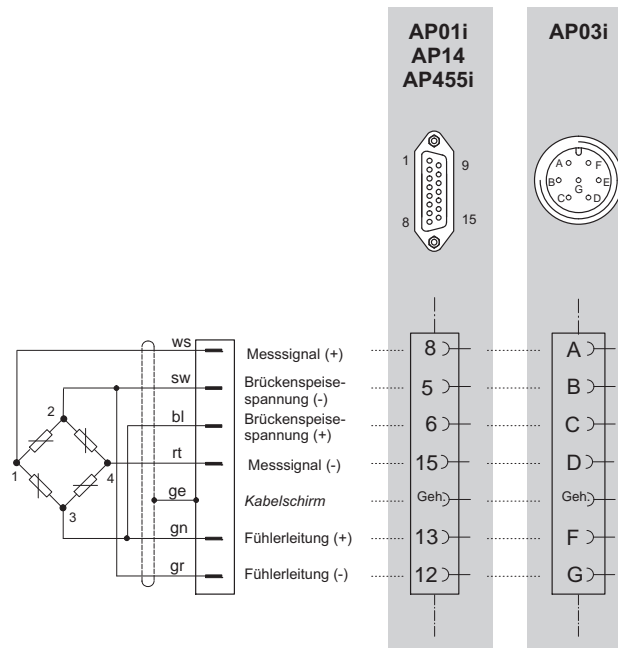 AP01i
AP14
AP455i
AP03i
1
9
8
15
A
F
B
G
E
C
D
ws
Messsignal (+)
8
A
sw
Brückenspeise-
spannung (-)
5
B
bl
Brückenspeise-
spannung (+)
6
C
rt
Messsignal (-)
15
D
ge
Kabelschirm
Geh.
Geh.
gn
Fühlerleitung (+)
13
F
gr
Fühlerleitung (-)
12
G
2
1
4
3